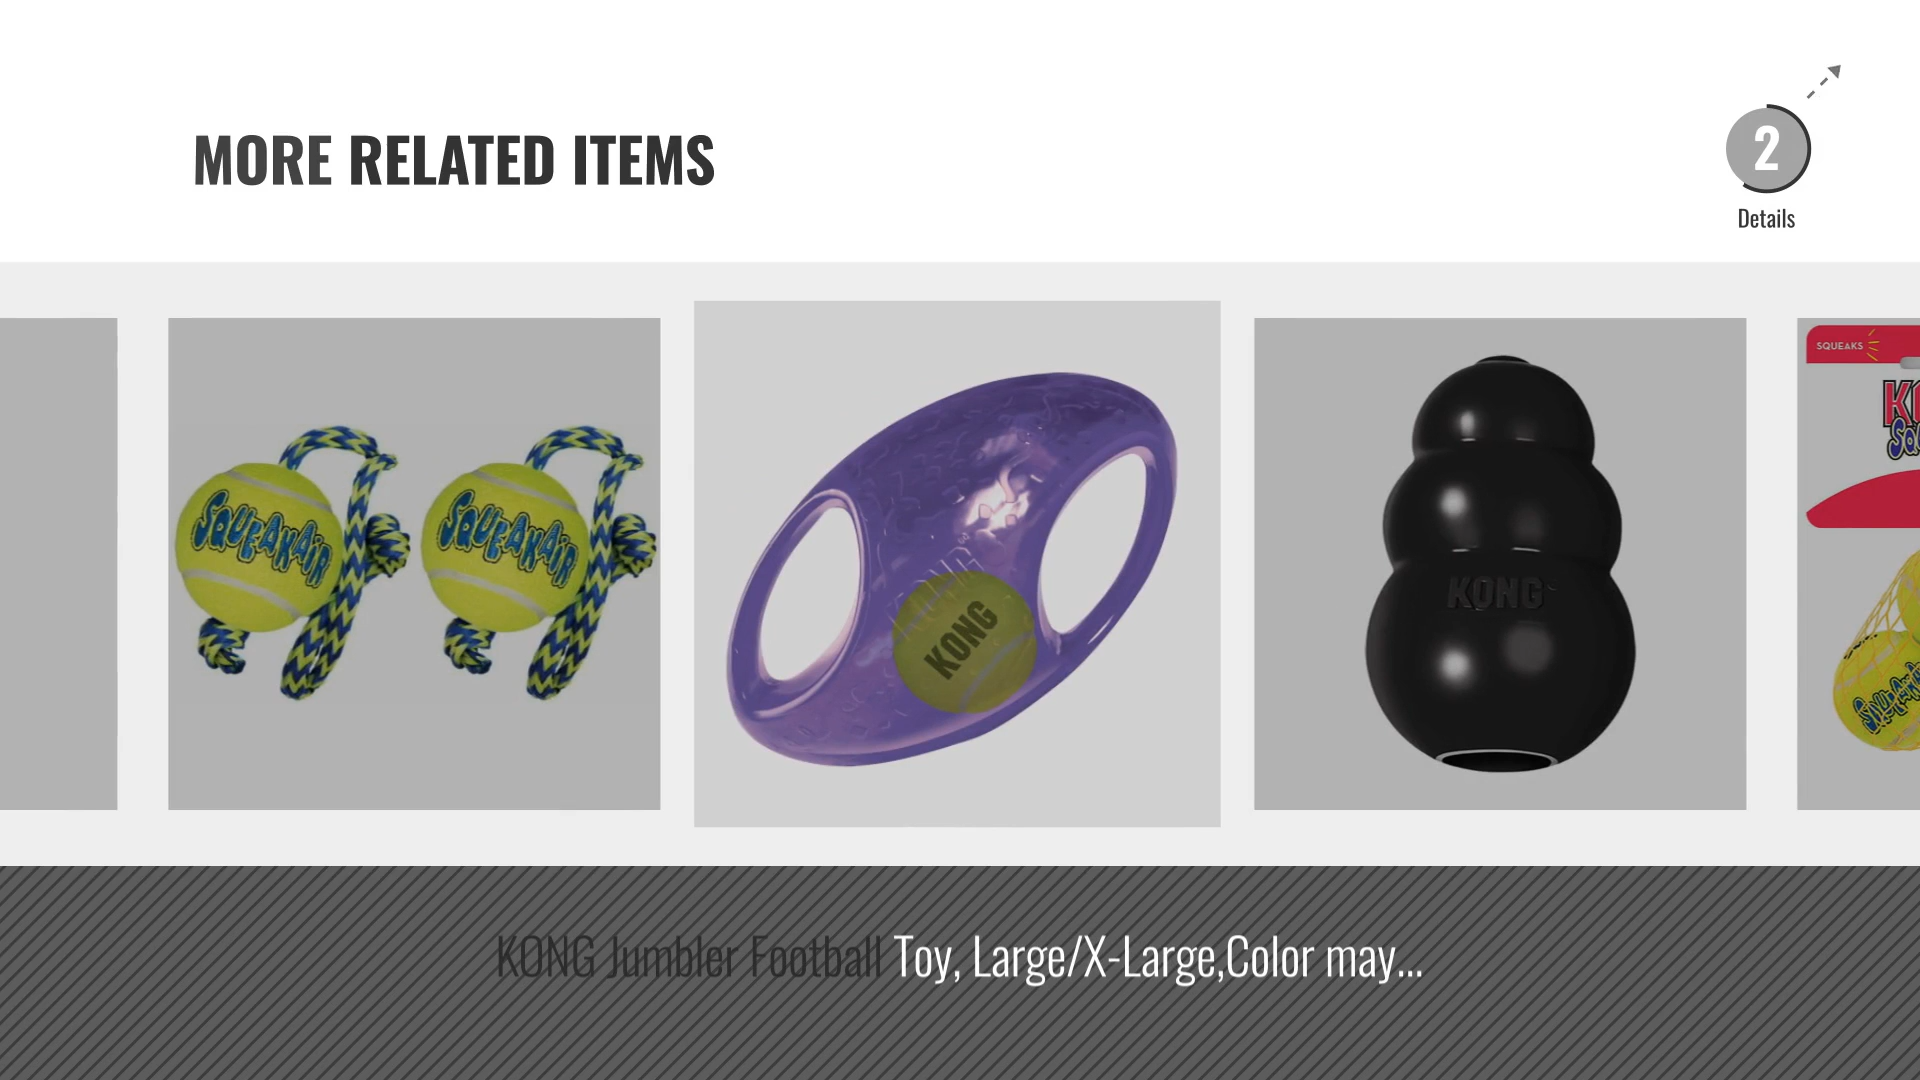 MORE RELATED ITEMS
2
Details
SQUEAKAIR
SQUEAKAIR
KONG
KONG
SQUEAKS
KONG Jumbler Football Toy, Large/X-Large,Color may...